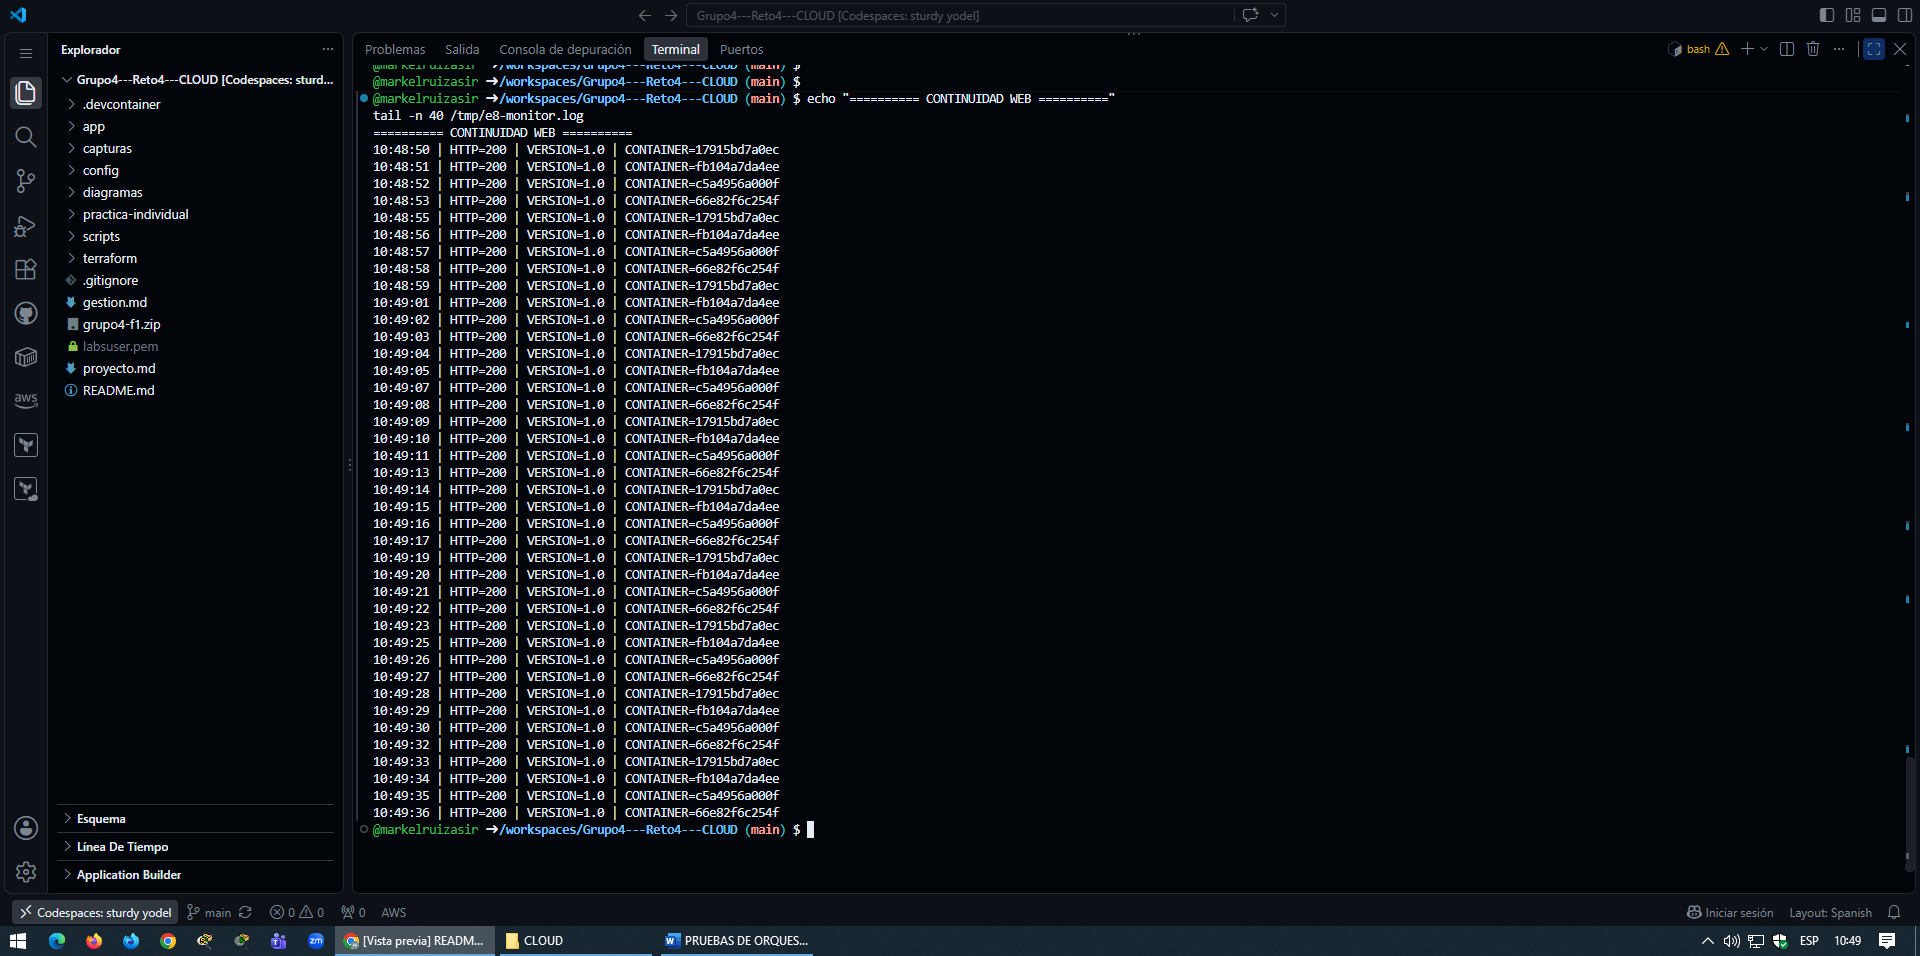 Grupo4---Reto4---CLOUD [Codespaces: sturdy yodel]
Explorador
Grupo4---Reto4---CLOUD [Codespaces: sturd...
.devcontainer
app
capturas
config
diagramas
practica-individual
scripts
terraform
.gitignore
gestion.md
grupo4-f1.zip
labsuser.pem
proyecto.md
README.md
aws
Esquema
Línea De Tiempo
Application Builder
Problemas Salida Consola de depuración Terminal Puertos
bash
@markelruizasir ➜/workspaces/Grupo4---Reto4---CLOUD (main) $
@markelruizasir ➜/workspaces/Grupo4---Reto4---CLOUD (main) $
@markelruizasir ➜/workspaces/Grupo4---Reto4---CLOUD (main) $ echo "========== CONTINUIDAD WEB =========="
tail -n 40 /tmp/e8-monitor.log
========== CONTINUIDAD WEB ==========
10:48:50 | HTTP=200 | VERSION=1.0 | CONTAINER=17915bd7a0ec
10:48:51 | HTTP=200 | VERSION=1.0 | CONTAINER=fb104a7da4ee
10:48:52 | HTTP=200 | VERSION=1.0 | CONTAINER=c5a4956a000f
10:48:53 | HTTP=200 | VERSION=1.0 | CONTAINER=66e82f6c254f
10:48:55 | HTTP=200 | VERSION=1.0 | CONTAINER=17915bd7a0ec
10:48:56 | HTTP=200 | VERSION=1.0 | CONTAINER=fb104a7da4ee
10:48:57 | HTTP=200 | VERSION=1.0 | CONTAINER=c5a4956a000f
10:48:58 | HTTP=200 | VERSION=1.0 | CONTAINER=66e82f6c254f
10:48:59 | HTTP=200 | VERSION=1.0 | CONTAINER=17915bd7a0ec
10:49:01 | HTTP=200 | VERSION=1.0 | CONTAINER=fb104a7da4ee
10:49:02 | HTTP=200 | VERSION=1.0 | CONTAINER=c5a4956a000f
10:49:03 | HTTP=200 | VERSION=1.0 | CONTAINER=66e82f6c254f
10:49:04 | HTTP=200 | VERSION=1.0 | CONTAINER=17915bd7a0ec
10:49:05 | HTTP=200 | VERSION=1.0 | CONTAINER=fb104a7da4ee
10:49:07 | HTTP=200 | VERSION=1.0 | CONTAINER=c5a4956a000f
10:49:08 | HTTP=200 | VERSION=1.0 | CONTAINER=66e82f6c254f
10:49:09 | HTTP=200 | VERSION=1.0 | CONTAINER=17915bd7a0ec
10:49:10 | HTTP=200 | VERSION=1.0 | CONTAINER=fb104a7da4ee
10:49:11 | HTTP=200 | VERSION=1.0 | CONTAINER=c5a4956a000f
10:49:13 | HTTP=200 | VERSION=1.0 | CONTAINER=66e82f6c254f
10:49:14 | HTTP=200 | VERSION=1.0 | CONTAINER=17915bd7a0ec
10:49:15 | HTTP=200 | VERSION=1.0 | CONTAINER=fb104a7da4ee
10:49:16 | HTTP=200 | VERSION=1.0 | CONTAINER=c5a4956a000f
10:49:17 | HTTP=200 | VERSION=1.0 | CONTAINER=66e82f6c254f
10:49:19 | HTTP=200 | VERSION=1.0 | CONTAINER=17915bd7a0ec
10:49:20 | HTTP=200 | VERSION=1.0 | CONTAINER=fb104a7da4ee
10:49:21 | HTTP=200 | VERSION=1.0 | CONTAINER=c5a4956a000f
10:49:22 | HTTP=200 | VERSION=1.0 | CONTAINER=66e82f6c254f
10:49:23 | HTTP=200 | VERSION=1.0 | CONTAINER=17915bd7a0ec
10:49:25 | HTTP=200 | VERSION=1.0 | CONTAINER=fb104a7da4ee
10:49:26 | HTTP=200 | VERSION=1.0 | CONTAINER=c5a4956a000f
10:49:27 | HTTP=200 | VERSION=1.0 | CONTAINER=66e82f6c254f
10:49:28 | HTTP=200 | VERSION=1.0 | CONTAINER=17915bd7a0ec
10:49:29 | HTTP=200 | VERSION=1.0 | CONTAINER=fb104a7da4ee
10:49:30 | HTTP=200 | VERSION=1.0 | CONTAINER=c5a4956a000f
10:49:32 | HTTP=200 | VERSION=1.0 | CONTAINER=66e82f6c254f
10:49:33 | HTTP=200 | VERSION=1.0 | CONTAINER=17915bd7a0ec
10:49:34 | HTTP=200 | VERSION=1.0 | CONTAINER=fb104a7da4ee
10:49:35 | HTTP=200 | VERSION=1.0 | CONTAINER=c5a4956a000f
10:49:36 | HTTP=200 | VERSION=1.0 | CONTAINER=66e82f6c254f
@markelruizasir ➜/workspaces/Grupo4---Reto4---CLOUD (main) $
Codespaces: sturdy yodel main 0 0 0 AWS Iniciar sesión Layout: Spanish
zm [Vista previa] READM... CLOUD PRUEBAS DE ORQUES... ESP 10:49